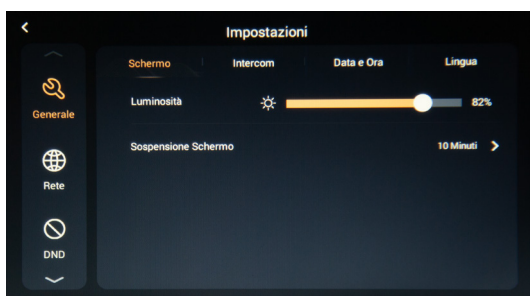 Impostazioni
Schermo Intercom Data e Ora Lingua
Generale
Luminosità 82%
Sospensione Schermo 10 Minuti
Rete
DND